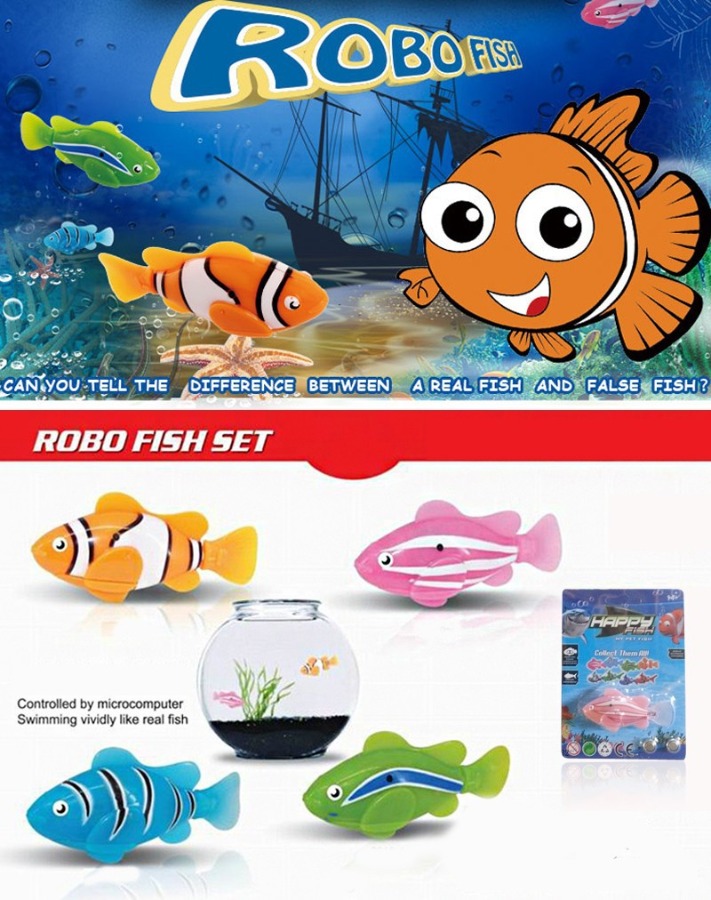 ROBO FISH
CAN YOU TELL THE DIFFERENCE BETWEEN A REAL FISH AND FALSE FISH?
ROBO FISH SET
Controlled by microcomputer
Swimming vividly like real fish
HAPPY
FISH
Collect Them All!